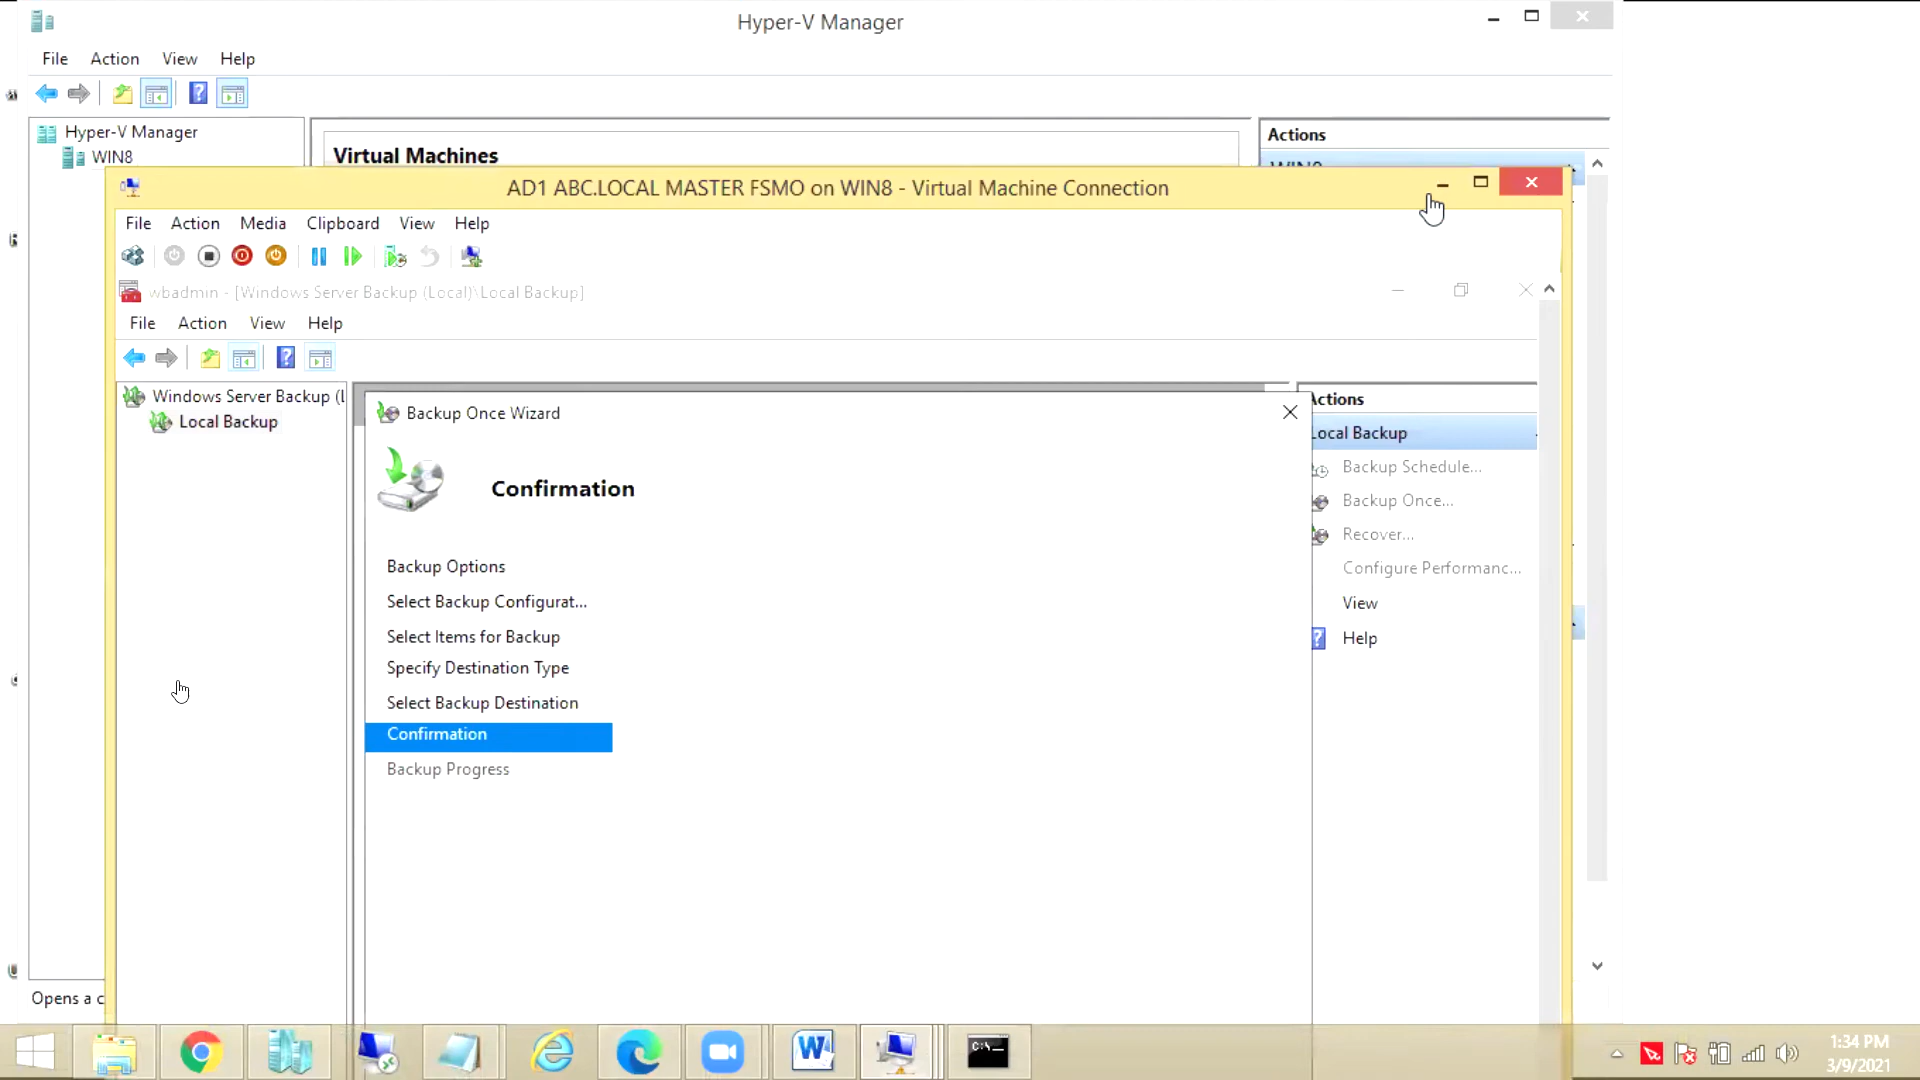 Hyper-V Manager
File Action View Help
Hyper-V Manager
WIN8
Virtual Machines
Actions
WIN8
AD1 ABC.LOCAL MASTER FSMO on WIN8 - Virtual Machine Connection
File Action Media Clipboard View Help
wbadmin - [Windows Server Backup (Local)\Local Backup]
File Action View Help
Windows Server Backup (l
Local Backup
Backup Once Wizard
Confirmation
Backup Options
Select Backup Configurat...
Select Items for Backup
Specify Destination Type
Select Backup Destination
Confirmation
Backup Progress
Actions
Local Backup
Backup Schedule...
Backup Once...
Recover...
Configure Performanc...
View
Help
Opens a c
1:34 PM
3/9/2021